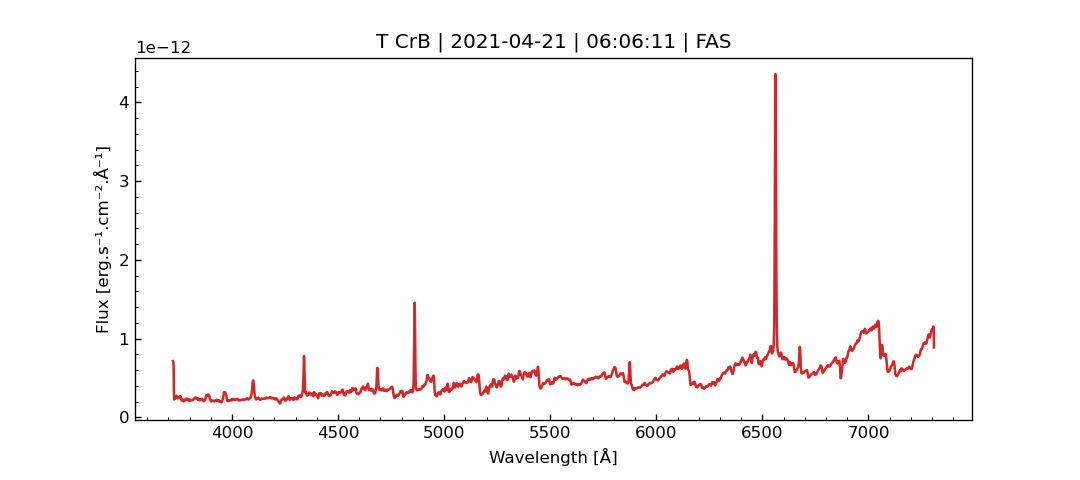 T CrB | 2021-04-21 | 06:06:11 | FAS
1e−12
4
3
2
1
0
Flux [erg.s⁻¹.cm⁻².Å⁻¹]
4000 4500 5000 5500 6000 6500 7000
Wavelength [Å]